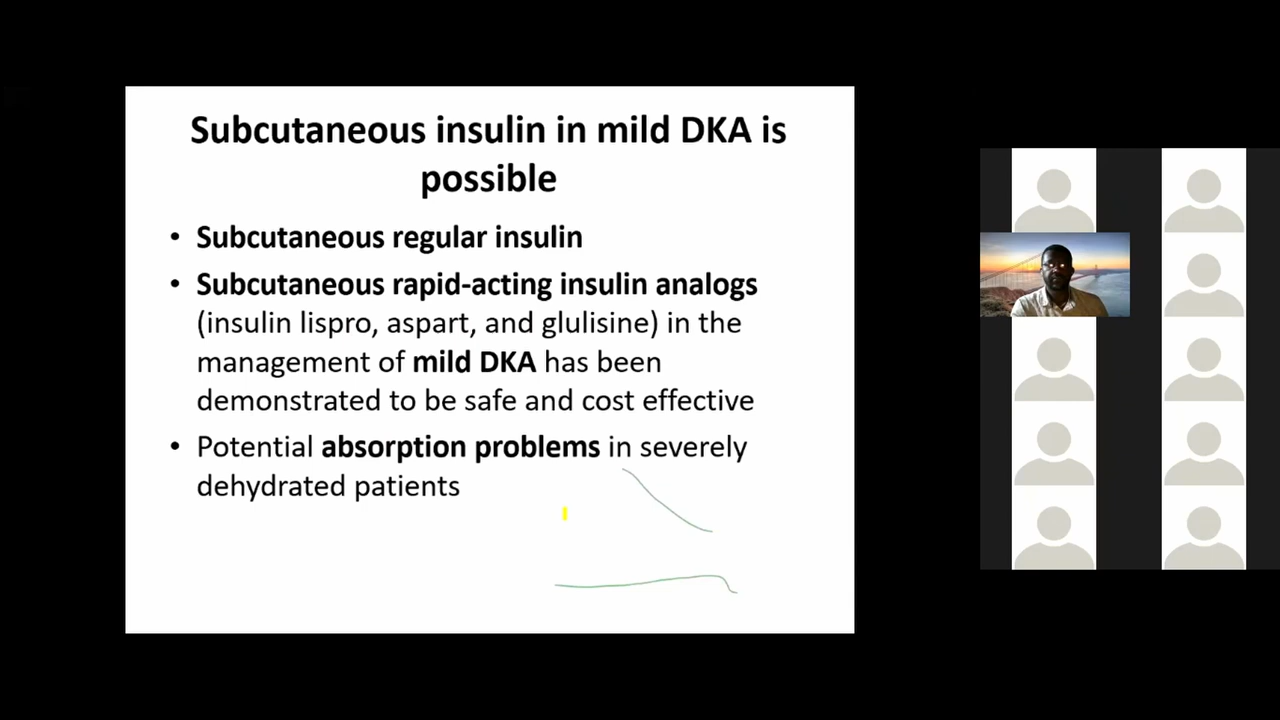 Subcutaneous insulin in mild DKA is
possible
• Subcutaneous regular insulin
• Subcutaneous rapid-acting insulin analogs
(insulin lispro, aspart, and glulisine) in the
management of mild DKA has been
demonstrated to be safe and cost effective
• Potential absorption problems in severely
dehydrated patients